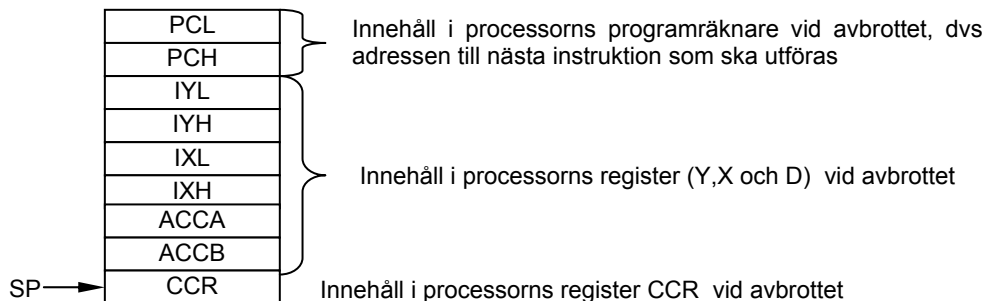 PCL
PCH
IYL
IYH
IXL
IXH
ACCA
ACCB
SP
CCR
Innehåll i processorns programräknare vid avbrottet, dvs
adressen till nästa instruktion som ska utföras
Innehåll i processorns register (Y,X och D) vid avbrottet
Innehåll i processorns register CCR vid avbrottet